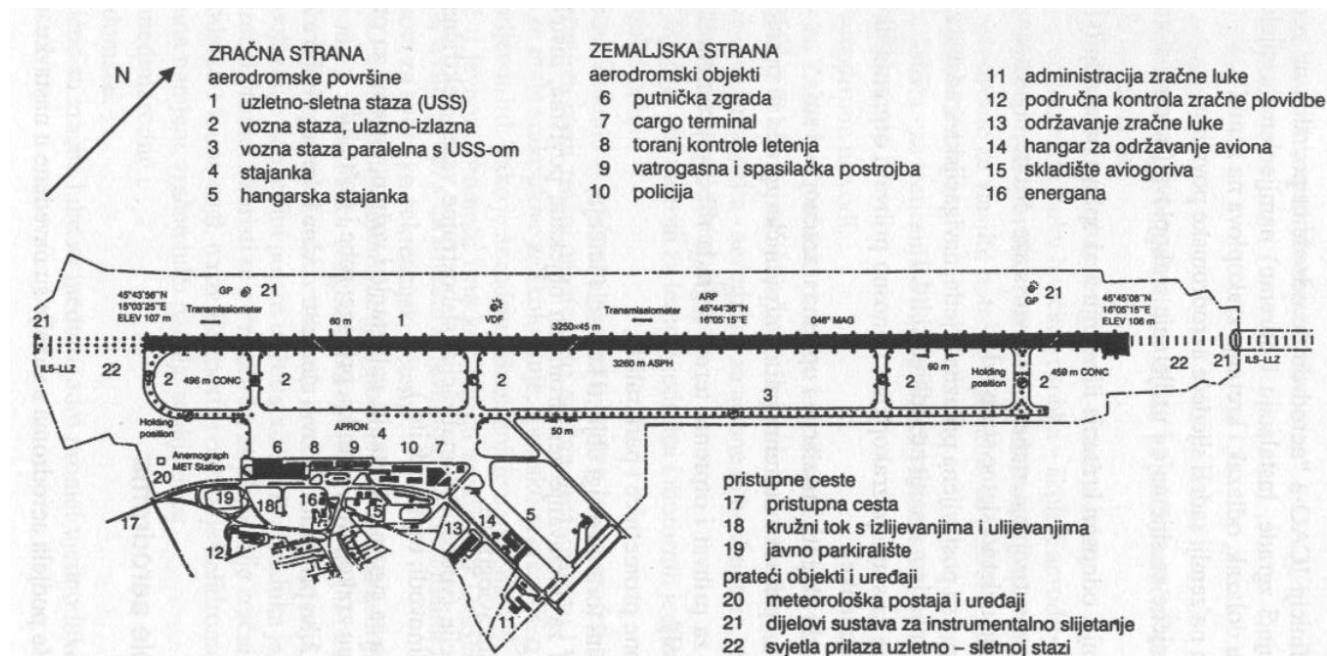 ZRAČNA STRANA
aerodromske površine
1 uzletno-sletna staza (USS)
2 vozna staza, ulazno-izlazna
3 vozna staza paralelna s USS-om
4 stajanka
5 hangarska stajanka
ZEMALJSKA STRANA
aerodromski objekti
6 putnička zgrada
7 cargo terminal
8 toranj kontrole letenja
9 vatrogasna i spasilačka postrojba
10 policija
11 administracija zračne luke
12 područna kontrola zračne plovidbe
13 održavanje zračne luke
14 hangar za održavanje aviona
15 skladište aviogoriva
16 energana
N
21
45°43'56"N
ELEV 107 m
GP
21
Transmissiometer
60 m
1
VDF
3250×45 m
Transmissiometer
ARP
45°44'36"N
16°05'15"E
046° MAG
GP
21
45°45'08"N
16°05'15"E
ELEV 106 m
ILS-LLZ
22
2
496 m CONC
2
2
2
3260 m ASPH
2
2
60 m
Holding
position
2
2
459 m CONC
22
21
ILS-LLZ
3
Holding
position
APRON
4
50 m
Anemograph
MET Station
20
6 8 9 10 7
19
18
16
15
13
14
5
17
12
11
pristupne ceste
17 pristupna cesta
18 kružni tok s izlijevanjima i ulijevanjima
19 javno parkiralište
prateći objekti i uređaji
20 meteorološka postaja i uređaji
21 dijelovi sustava za instrumentalno slijetanje
22 svjetla prilaza uzletno – sletnoj stazi